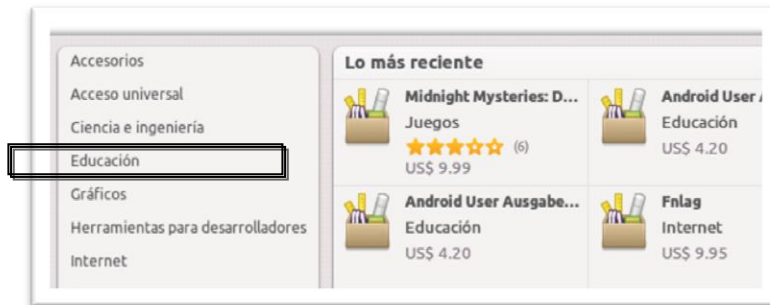 Accesorios
Acceso universal
Ciencia e ingeniería
Educación
Gráficos
Herramientas para desarrolladores
Internet
Lo más reciente
Midnight Mysteries: D...
Juegos
(6)
US$ 9.99
Android User
Educación
US$ 4.20
Android User Ausgabe...
Educación
US$ 4.20
Fnlag
Internet
US$ 9.95